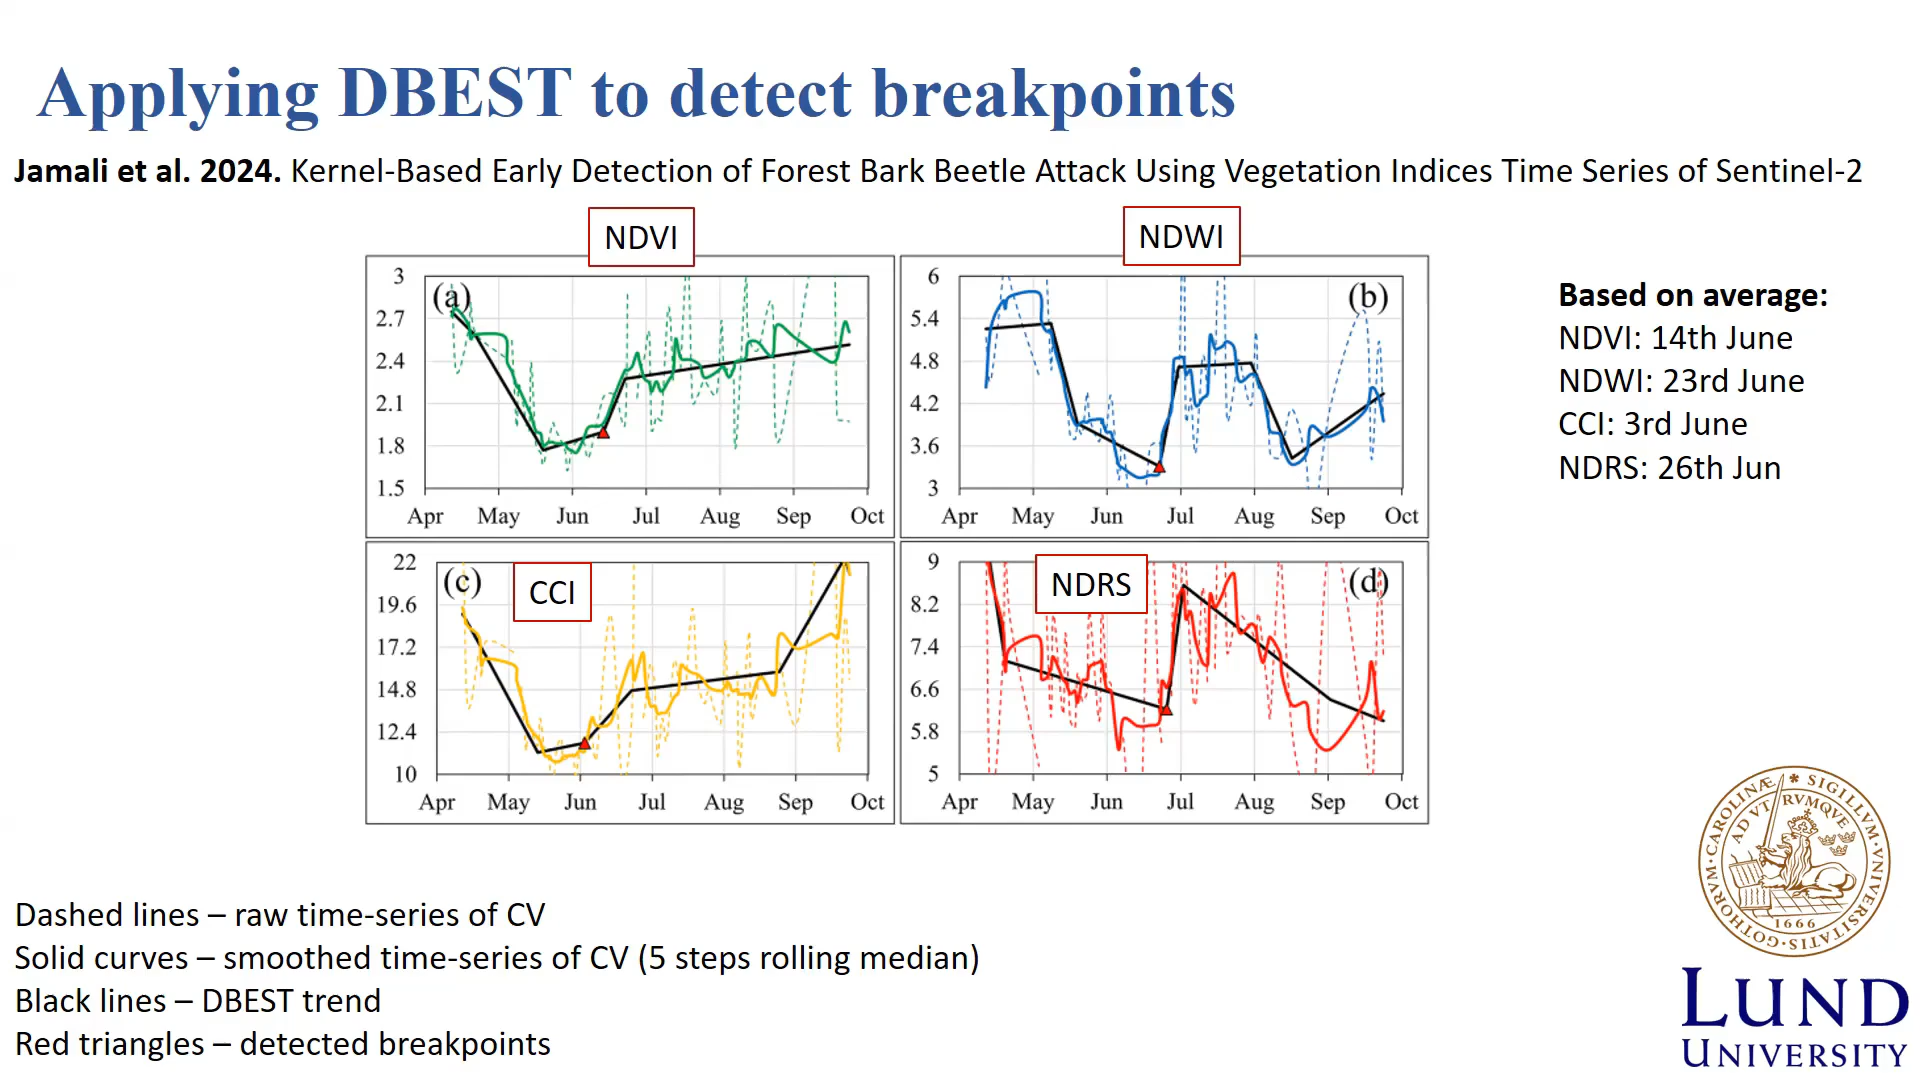 Applying DBEST to detect breakpoints
Jamali et al. 2024. Kernel-Based Early Detection of Forest Bark Beetle Attack Using Vegetation Indices Time Series of Sentinel-2
NDVI
(a)
3
2.7
2.4
2.1
1.8
1.5
Apr May Jun Jul Aug Sep Oct
NDWI
(b)
6
5.4
4.8
4.2
3.6
3
Apr May Jun Jul Aug Sep Oct
CCI
(c)
22
19.6
17.2
14.8
12.4
10
Apr May Jun Jul Aug Sep Oct
NDRS
(d)
9
8.2
7.4
6.6
5.8
5
Apr May Jun Jul Aug Sep Oct
Based on average:
NDVI: 14th June
NDWI: 23rd June
CCI: 3rd June
NDRS: 26th Jun
Dashed lines – raw time-series of CV
Solid curves – smoothed time-series of CV (5 steps rolling median)
Black lines – DBEST trend
Red triangles – detected breakpoints
SIGILLVM·VNIVERSITATIS·GOTHORVM·CAROLINÆ
AD VTRVMQVE
1666
LUND
UNIVERSITY